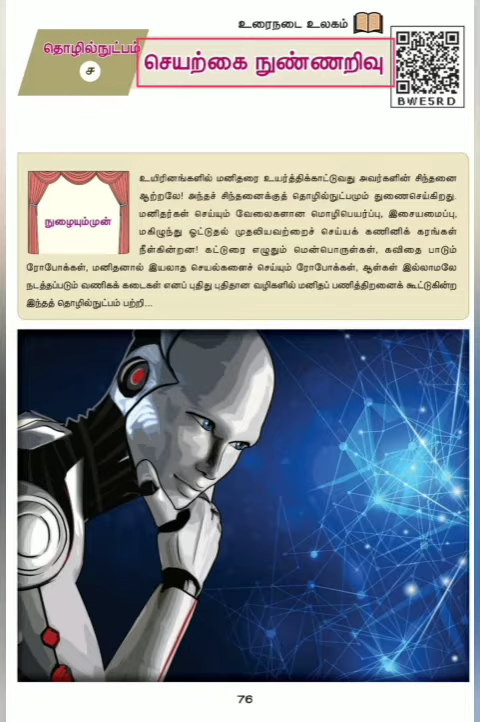 உரைநடை உலகம்
தொழில்நுட்பம்
௪
செயற்கை நுண்ணறிவு
BWE5RD
நுழையும்முன்
உயிரினங்களில் மனிதரை உயர்த்திக்காட்டுவது அவர்களின் சிந்தனை
ஆற்றலே! அந்தச் சிந்தனைக்குத் தொழில்நுட்பமும் துணைசெய்கிறது.
மனிதர்கள் செய்யும் வேலைகளான மொழிபெயர்ப்பு, இசையமைப்பு,
மகிழுந்து ஓட்டுதல் முதலியவற்றைச் செய்யக் கணினிக் கரங்கள்
நீள்கின்றன! கட்டுரை எழுதும் மென்பொருள்கள், கவிதை பாடும்
ரோபோக்கள், மனிதனால் இயலாத செயல்களைச் செய்யும் ரோபோக்கள், ஆள்கள் இல்லாமலே
நடத்தப்படும் வணிகக் கடைகள் எனப் புதிது புதிதான வழிகளில் மனிதப் பணித்திறனைக் கூட்டுகின்ற
இந்தத் தொழில்நுட்பம் பற்றி...
76